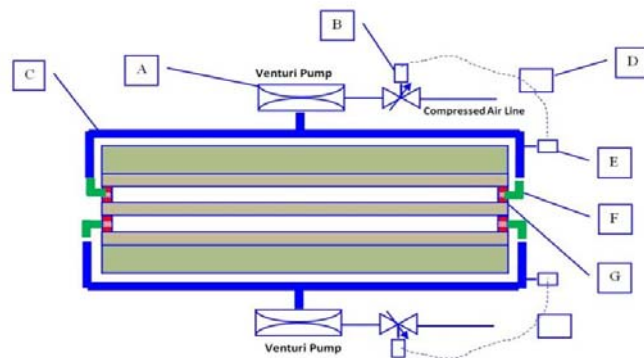 B
C
A
Venturi Pump
D
Compressed Air Line
E
F
G
Venturi Pump